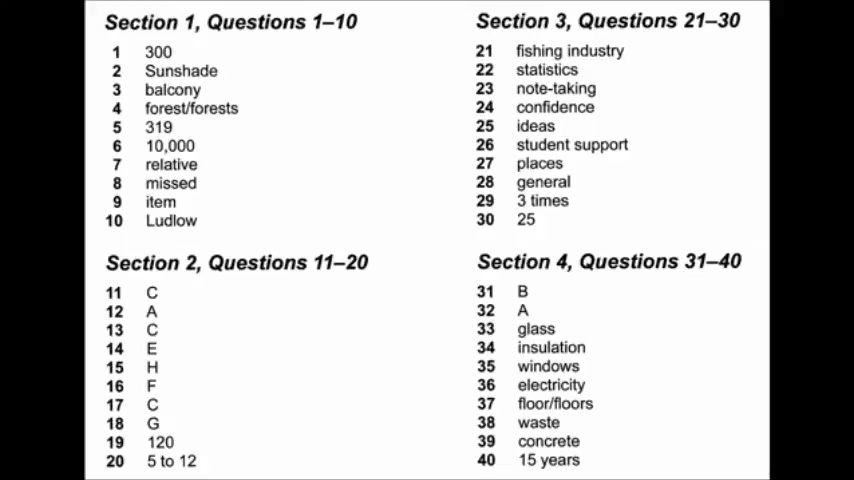 Section 1, Questions 1–10
1 300
2 Sunshade
3 balcony
4 forest/forests
5 319
6 10,000
7 relative
8 missed
9 item
10 Ludlow
Section 2, Questions 11–20
11 C
12 A
13 C
14 E
15 H
16 F
17 C
18 G
19 120
20 5 to 12
Section 3, Questions 21–30
21 fishing industry
22 statistics
23 note-taking
24 confidence
25 ideas
26 student support
27 places
28 general
29 3 times
30 25
Section 4, Questions 31–40
31 B
32 A
33 glass
34 insulation
35 windows
36 electricity
37 floor/floors
38 waste
39 concrete
40 15 years